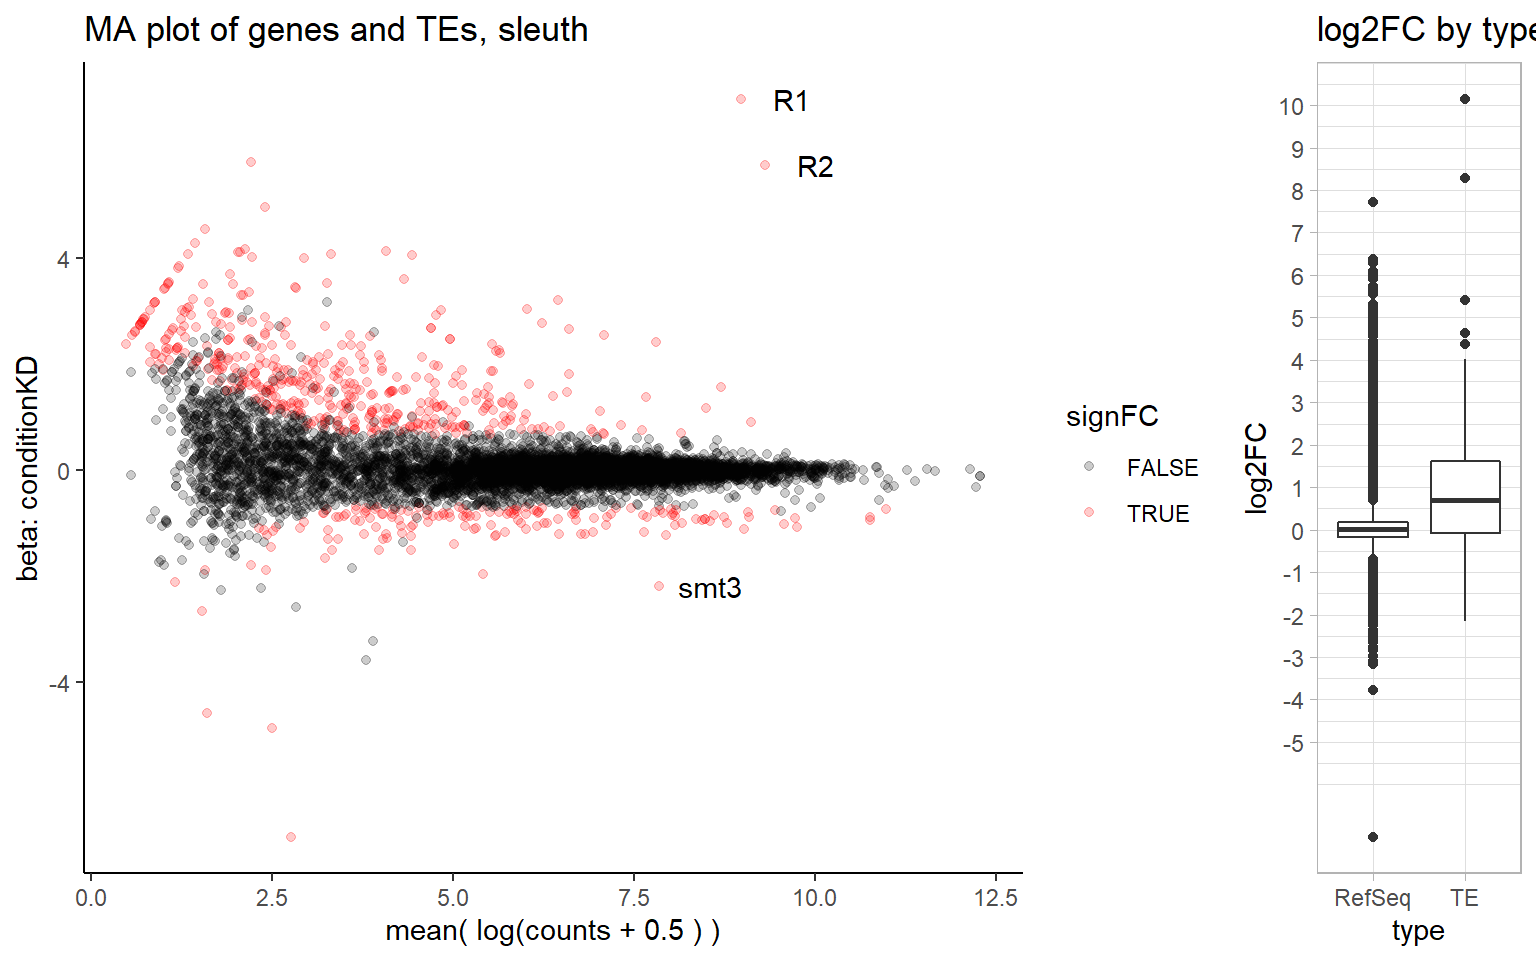 MA plot of genes and TEs, sleuth
R1
R2
smt3
4
0
-4
beta: conditionKD
0.0
2.5
5.0
7.5
10.0
12.5
mean( log(counts + 0.5 ) )
signFC
FALSE
TRUE
log2FC by type
10
9
8
7
6
5
4
3
2
1
0
-1
-2
-3
-4
-5
log2FC
RefSeq
TE
type